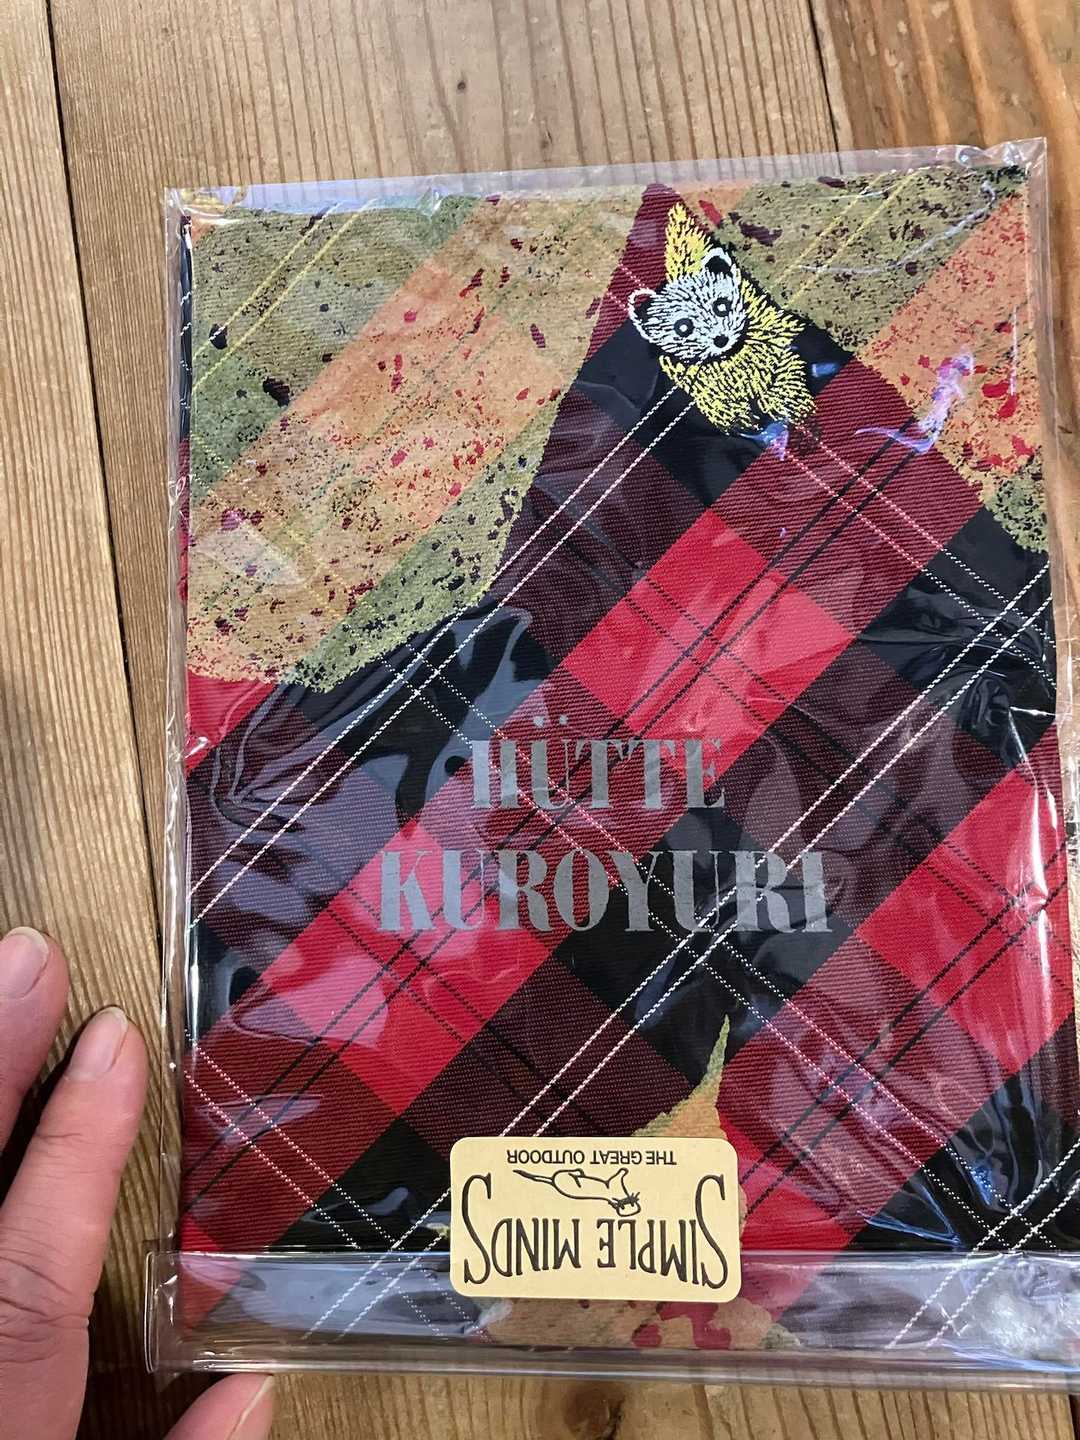 HÜTTE
KUROYURI
SIMPLE MINDS
THE GREAT OUTDOOR